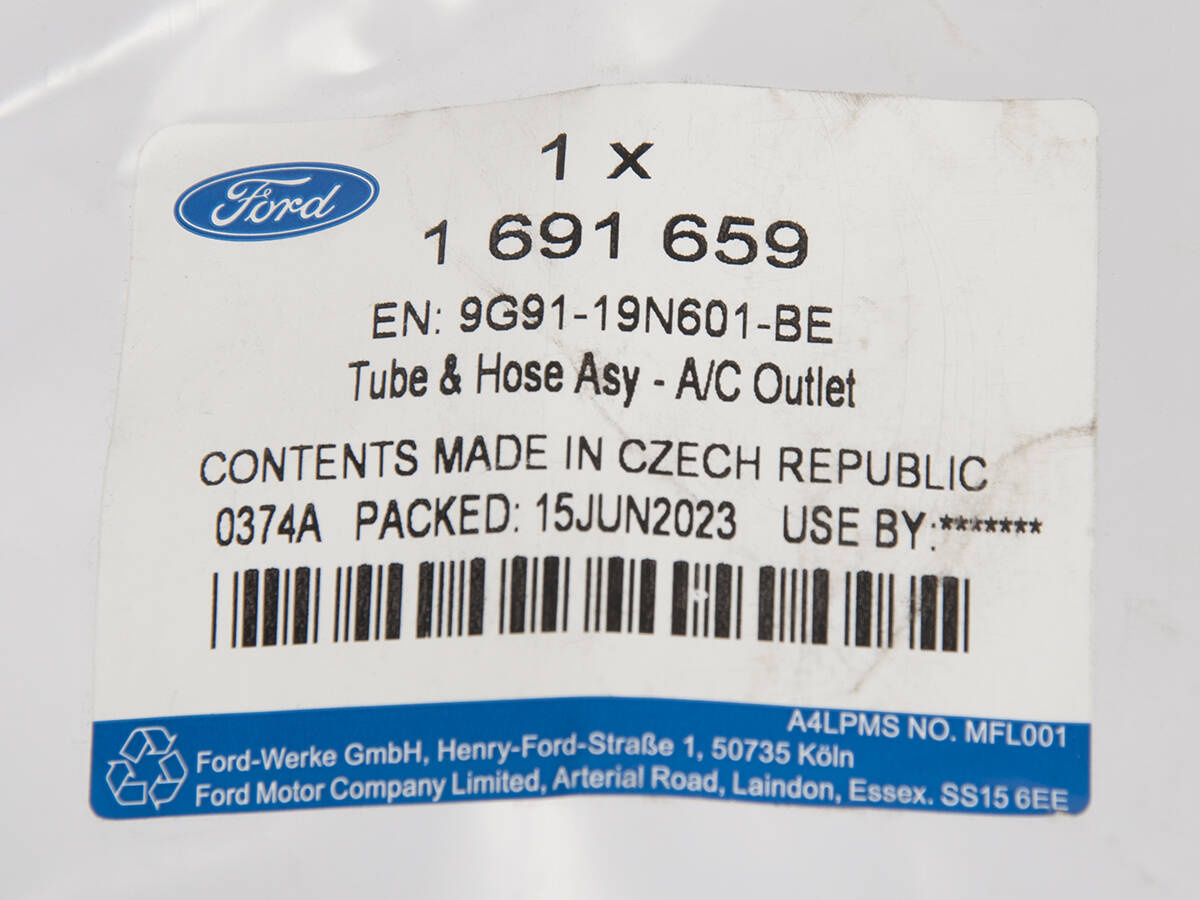 Ford
1 x
1 691 659
EN: 9G91-19N601-BE
Tube & Hose Asy - A/C Outlet
CONTENTS MADE IN CZECH REPUBLIC
0374A PACKED: 15JUN2023 USE BY:*******
A4LPMS NO. MFL001
Ford-Werke GmbH, Henry-Ford-Straße 1, 50735 Köln
Ford Motor Company Limited, Arterial Road, Laindon, Essex. SS15 6EE